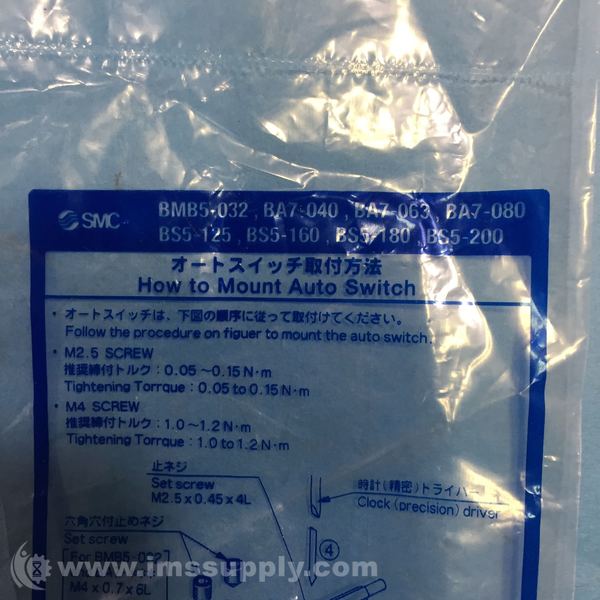 SMC
BMB5-032 , BA7-040 , BA7-063 , BA7-080
BS5-125 , BS5-160 , BS5-180 , BS5-200
オートスイッチ取付方法
How to Mount Auto Switch
・オートスイッチは、下図の順序に従って取付けてください。
Follow the procedure on figuer to mount the auto switch.
・M2.5 SCREW
推奨締付トルク：0.05 ～0.15 N・m
Tightening Torrque : 0.05 to 0.15 N・m
・M4 SCREW
推奨締付トルク：1.0～1.2 N・m
Tightening Torrque : 1.0 to 1.2 N・m
止ネジ
Set screw
M2.5 x 0.45 x 4L
時計(精密)ドライバー
Clock (precision) driver
④
六角穴付止めネジ
Set screw
[For BMB5-032]
M4 x 0.7 x 6L
www.imssupply.com